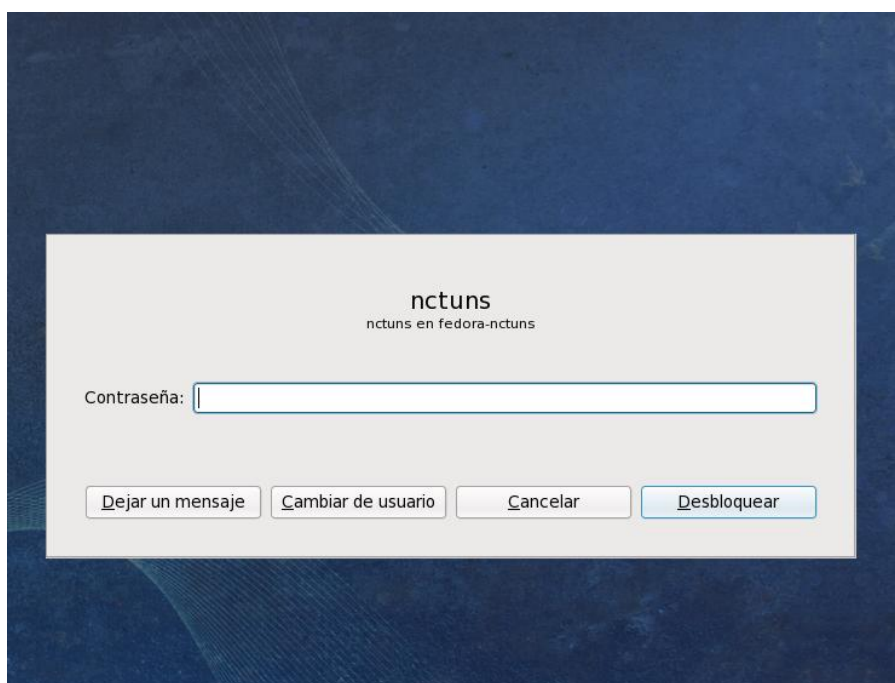 nctuns
nctuns en fedora-nctuns
Contraseña:
Dejar un mensaje
Cambiar de usuario
Cancelar
Desbloquear